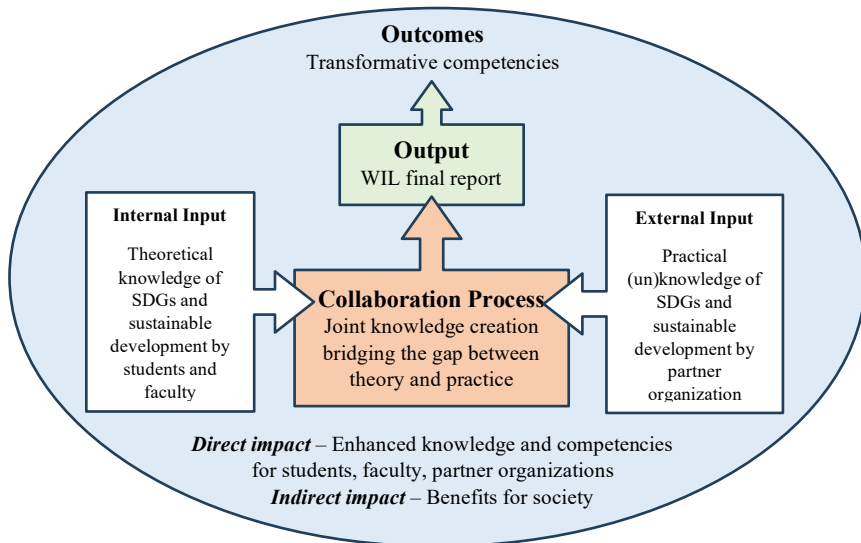 Outcomes
Transformative competencies
Output
WIL final report
Internal Input
Theoretical
knowledge of
SDGs and
sustainable
development by
students and
faculty
Collaboration Process
Joint knowledge creation
bridging the gap between
theory and practice
External Input
Practical
(un)knowledge of
SDGs and
sustainable
development by
partner
organization
Direct impact – Enhanced knowledge and competencies
for students, faculty, partner organizations
Indirect impact – Benefits for society